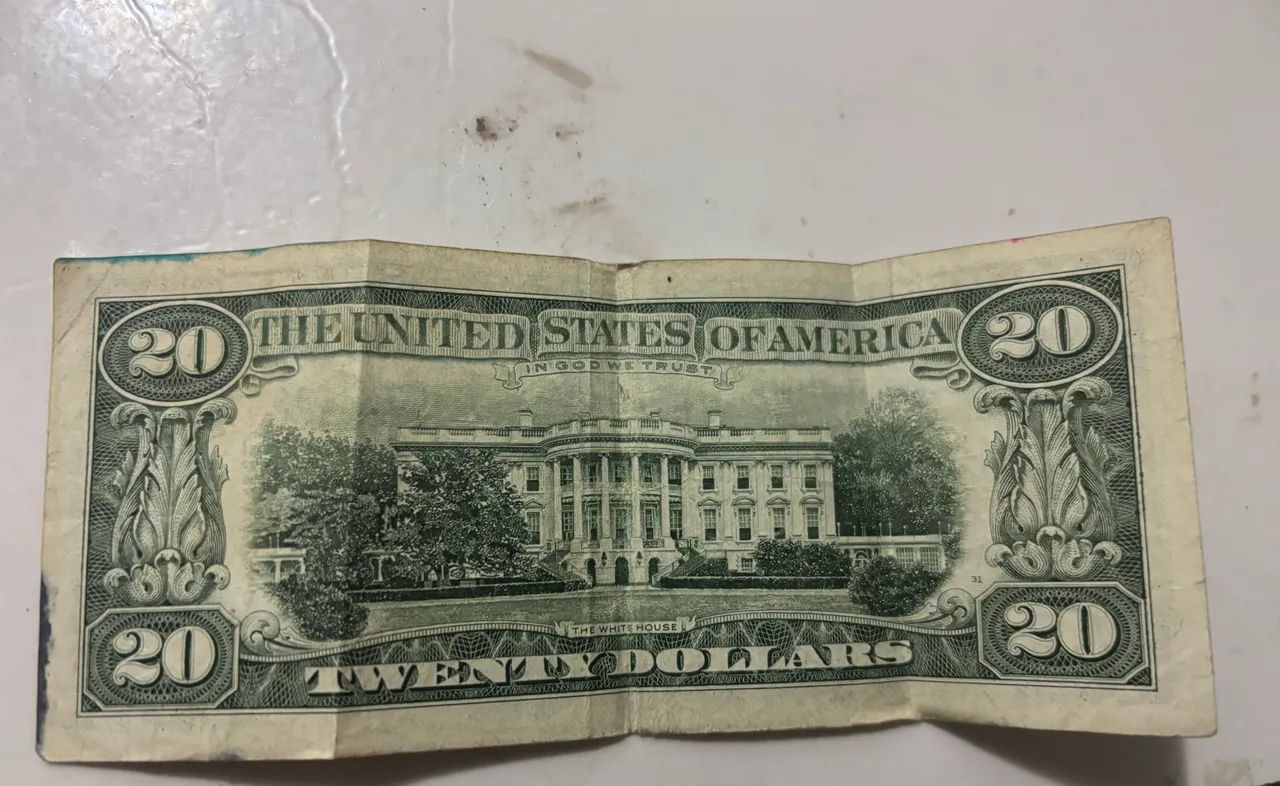 20 THE UNITED STATES OF AMERICA 20
IN GOD WE TRUST
31
THE WHITE HOUSE
20 TWENTY DOLLARS 20